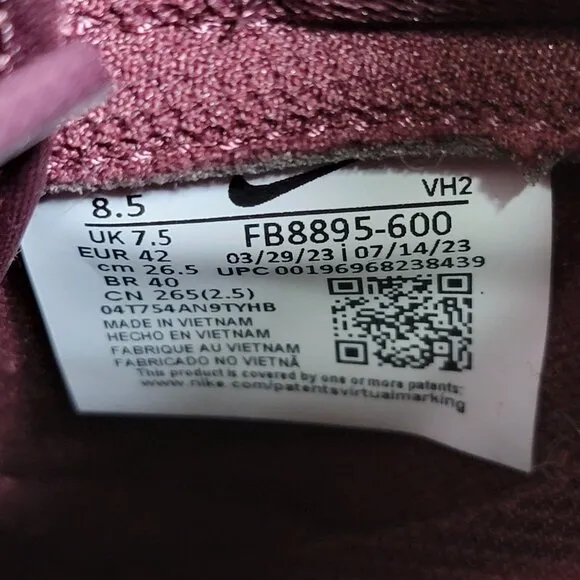 8.5 VH2
UK 7.5 FB8895-600
EUR 42 03/29/23 | 07/14/23
cm 26.5 UPC 00196968238439
BR 40
CN 265(2.5)
04T754AN9TYHB
MADE IN VIETNAM
HECHO EN VIETNAM
FABRIQUE AU VIETNAM
FABRICADO NO VIETNÃ
This product is covered by one or more patents:
www.nike.com/patentsvirtualmarking